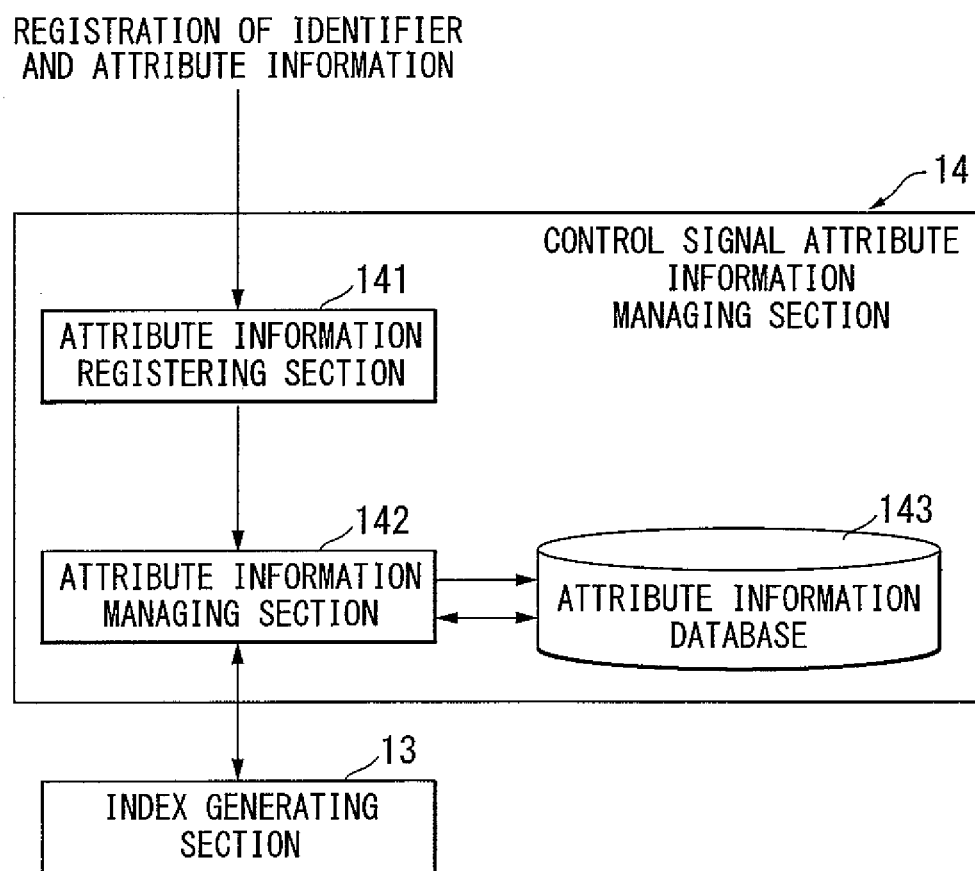 REGISTRATION OF IDENTIFIER
AND ATTRIBUTE INFORMATION
14
CONTROL SIGNAL ATTRIBUTE
INFORMATION
MANAGING SECTION
141
ATTRIBUTE INFORMATION
REGISTERING SECTION
142
ATTRIBUTE INFORMATION
MANAGING SECTION
143
ATTRIBUTE INFORMATION
DATABASE
13
INDEX GENERATING
SECTION